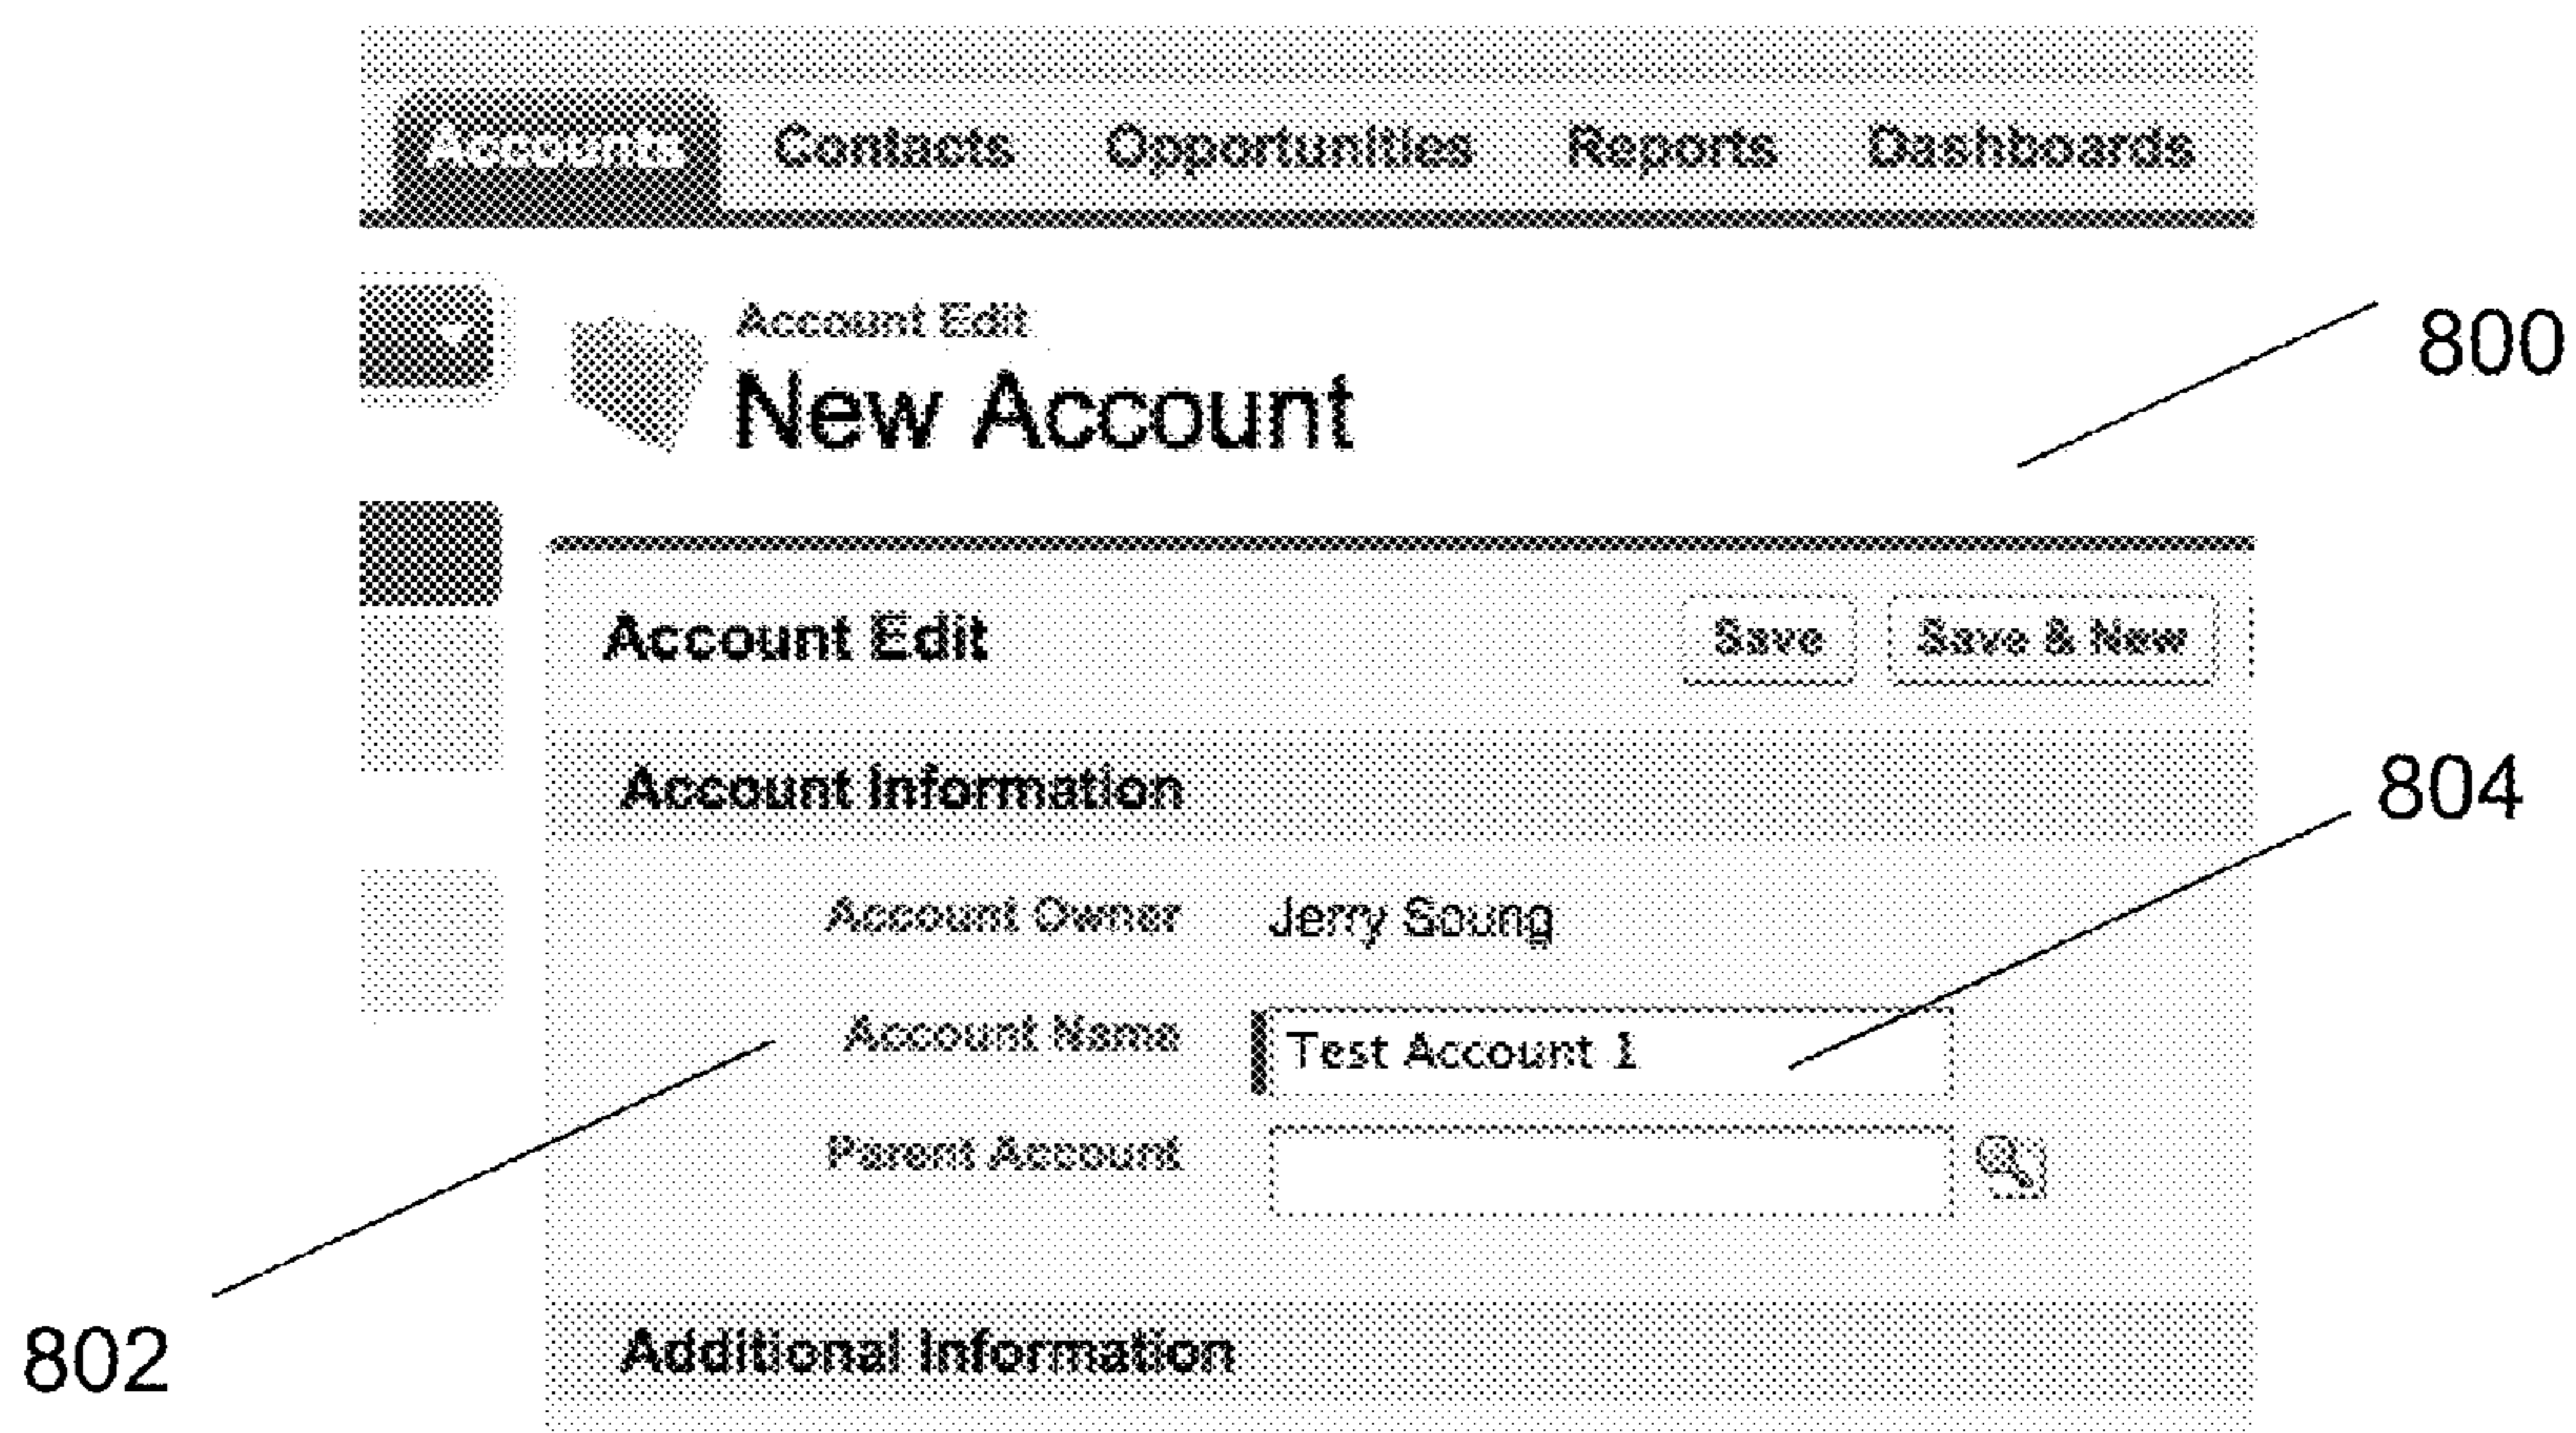 Accounts Contacts Opportunities Reports Dashboards
Account Edit
New Account
800
Account Edit Save Save & New
Account Information
804
Account Owner Jerry Soung
Account Name Test Account 1
Parent Account
802
Additional Information